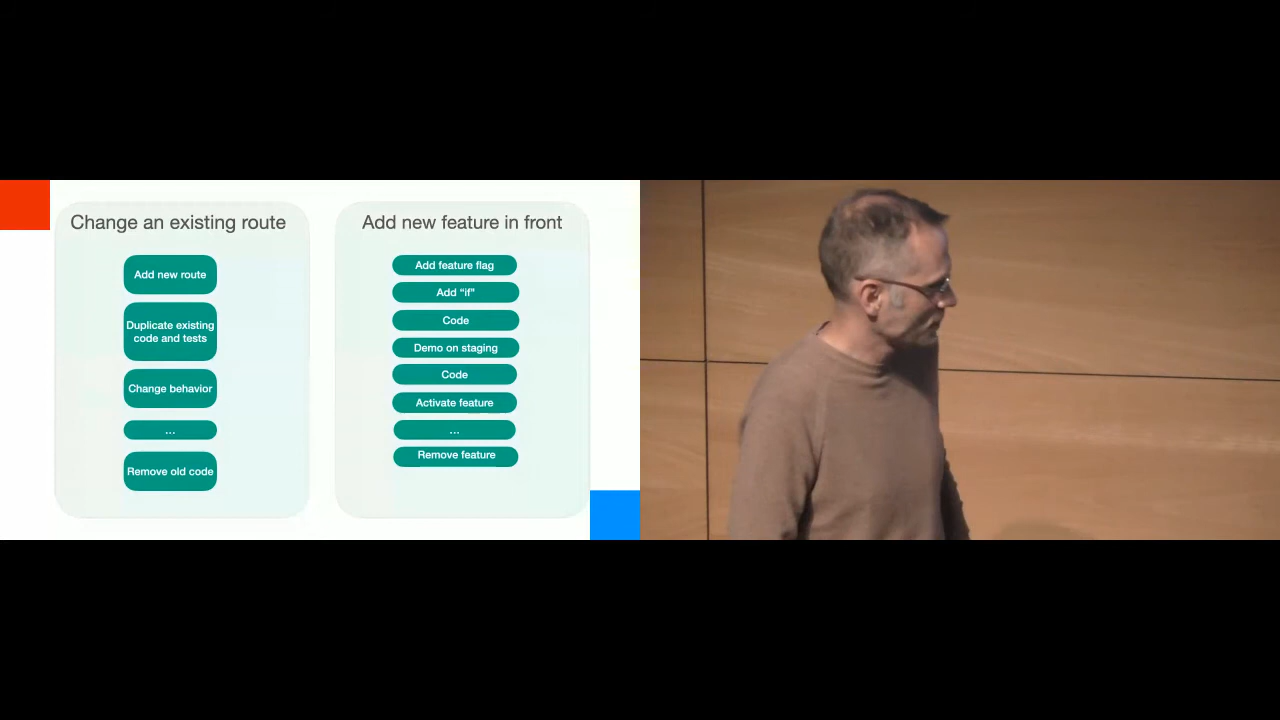 Change an existing route
Add new route
Duplicate existing
code and tests
Change behavior
...
Remove old code
Add new feature in front
Add feature flag
Add “if”
Code
Demo on staging
Code
Activate feature
...
Remove feature